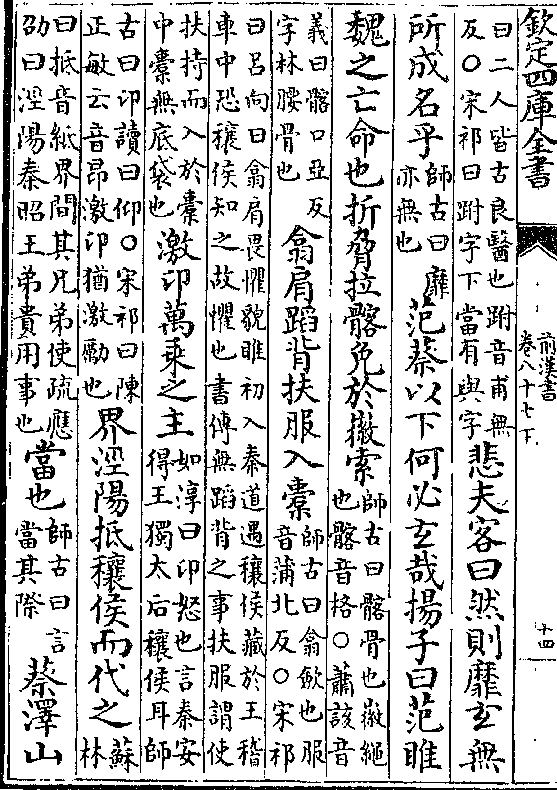 欽定四庫全書
前漢書
卷八十七下
十四
曰二人皆古良醫也跗音甫無
反○宋祁曰跗字下當有與字
悲夫客曰然則靡玄無
所成名乎
師古曰靡
亦無也
范蔡以下何必玄哉揚子曰范雎
魏之亡命也折脅拉髂免於徽索
師古曰髂骨也徽繩
也髂音格○蕭該音
義曰髂口亞反
字林腰骨也
翕肩蹈背扶服入橐
師古曰翕斂也服
音蒲北反○宋祁
曰呂向曰翕肩畏懼貌雎初入秦道遇穰侯藏於王稽
車中恐穰侯知之故懼也書傳無蹈背之事扶服謂使
扶持而入於橐
中橐無底袋也
激卬萬乘之主
如淳曰卬怒也言秦安
得王獨太后穰侯耳師
古曰卬讀曰仰○宋祁曰陳
正敏云音昂激卬猶激勵也
界涇陽抵穰侯而代之
蘇
林
曰抵音紙界間其兄弟使疏應
劭曰涇陽秦昭王弟貴用事也
當也
師古曰言
當其際
蔡澤山